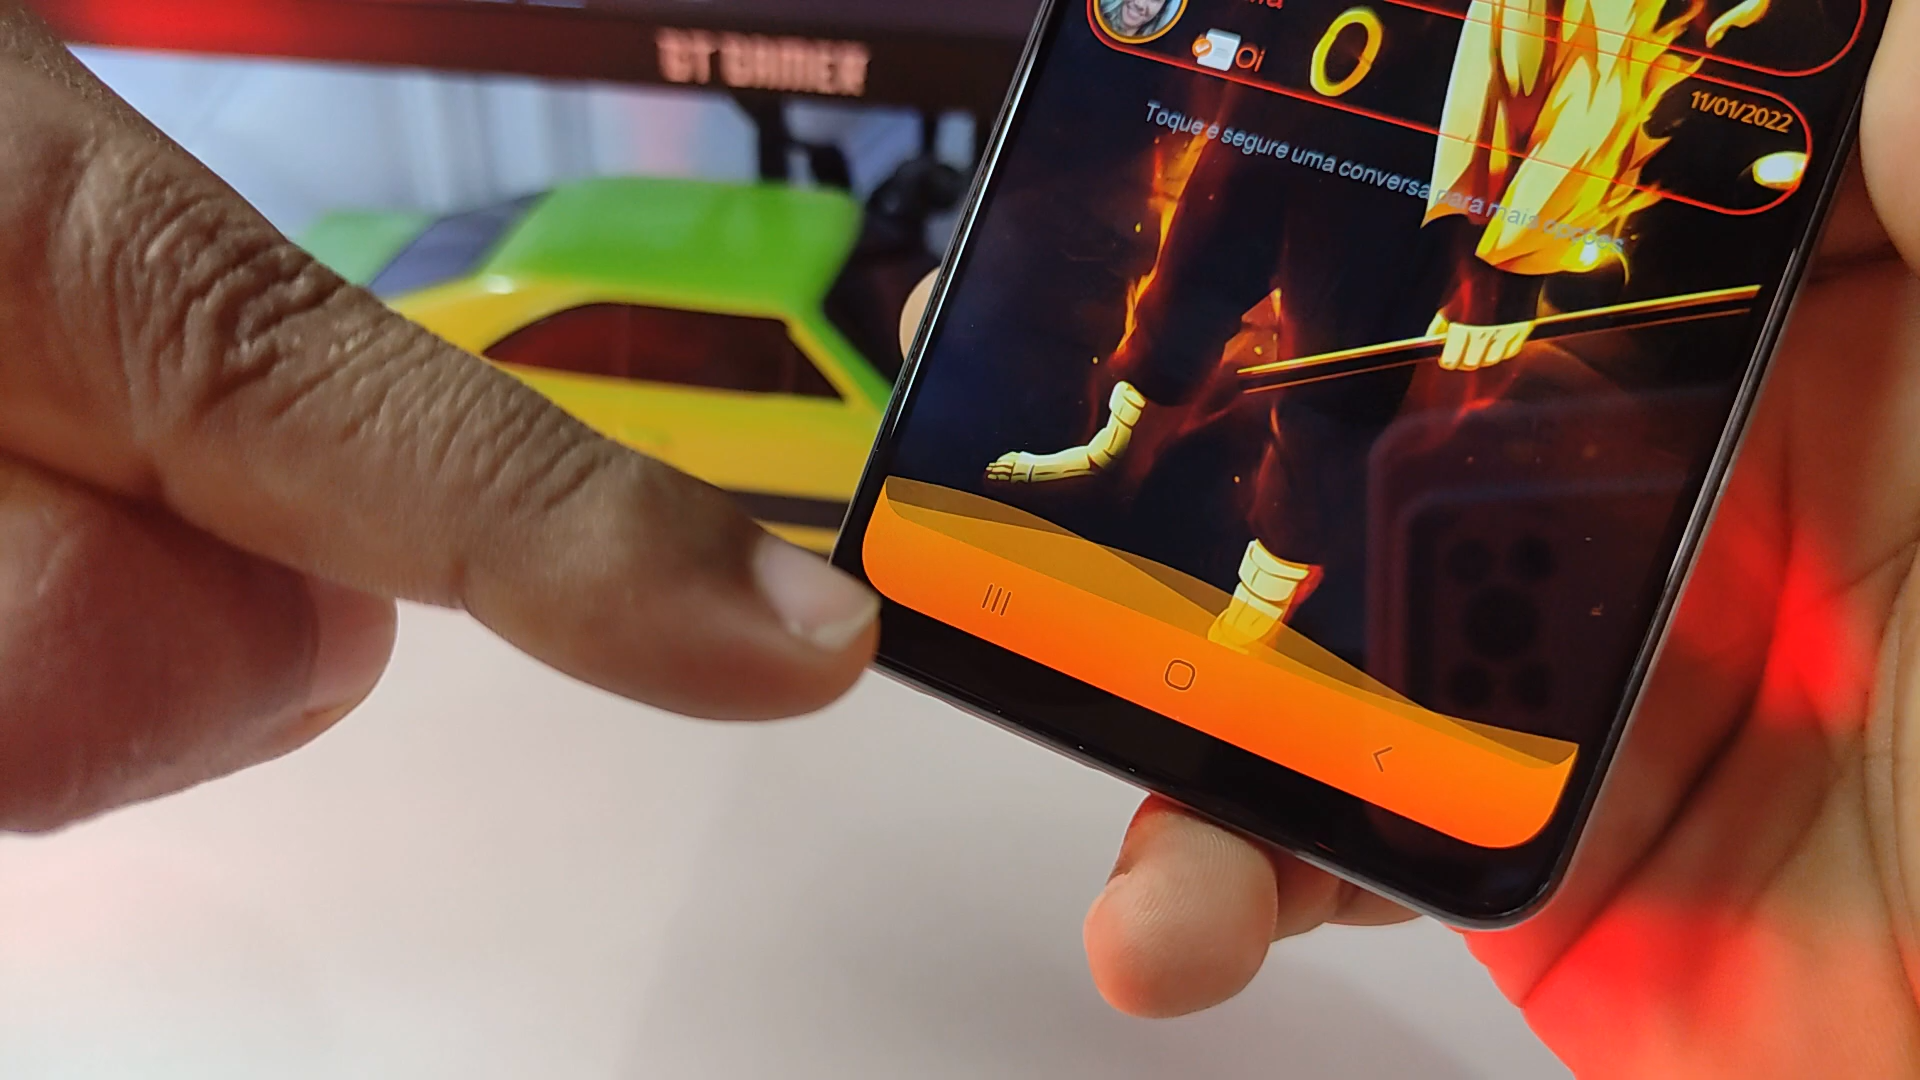 GT GAMER
Oi
11/01/2022
Toque e segure uma conversa para mais opções